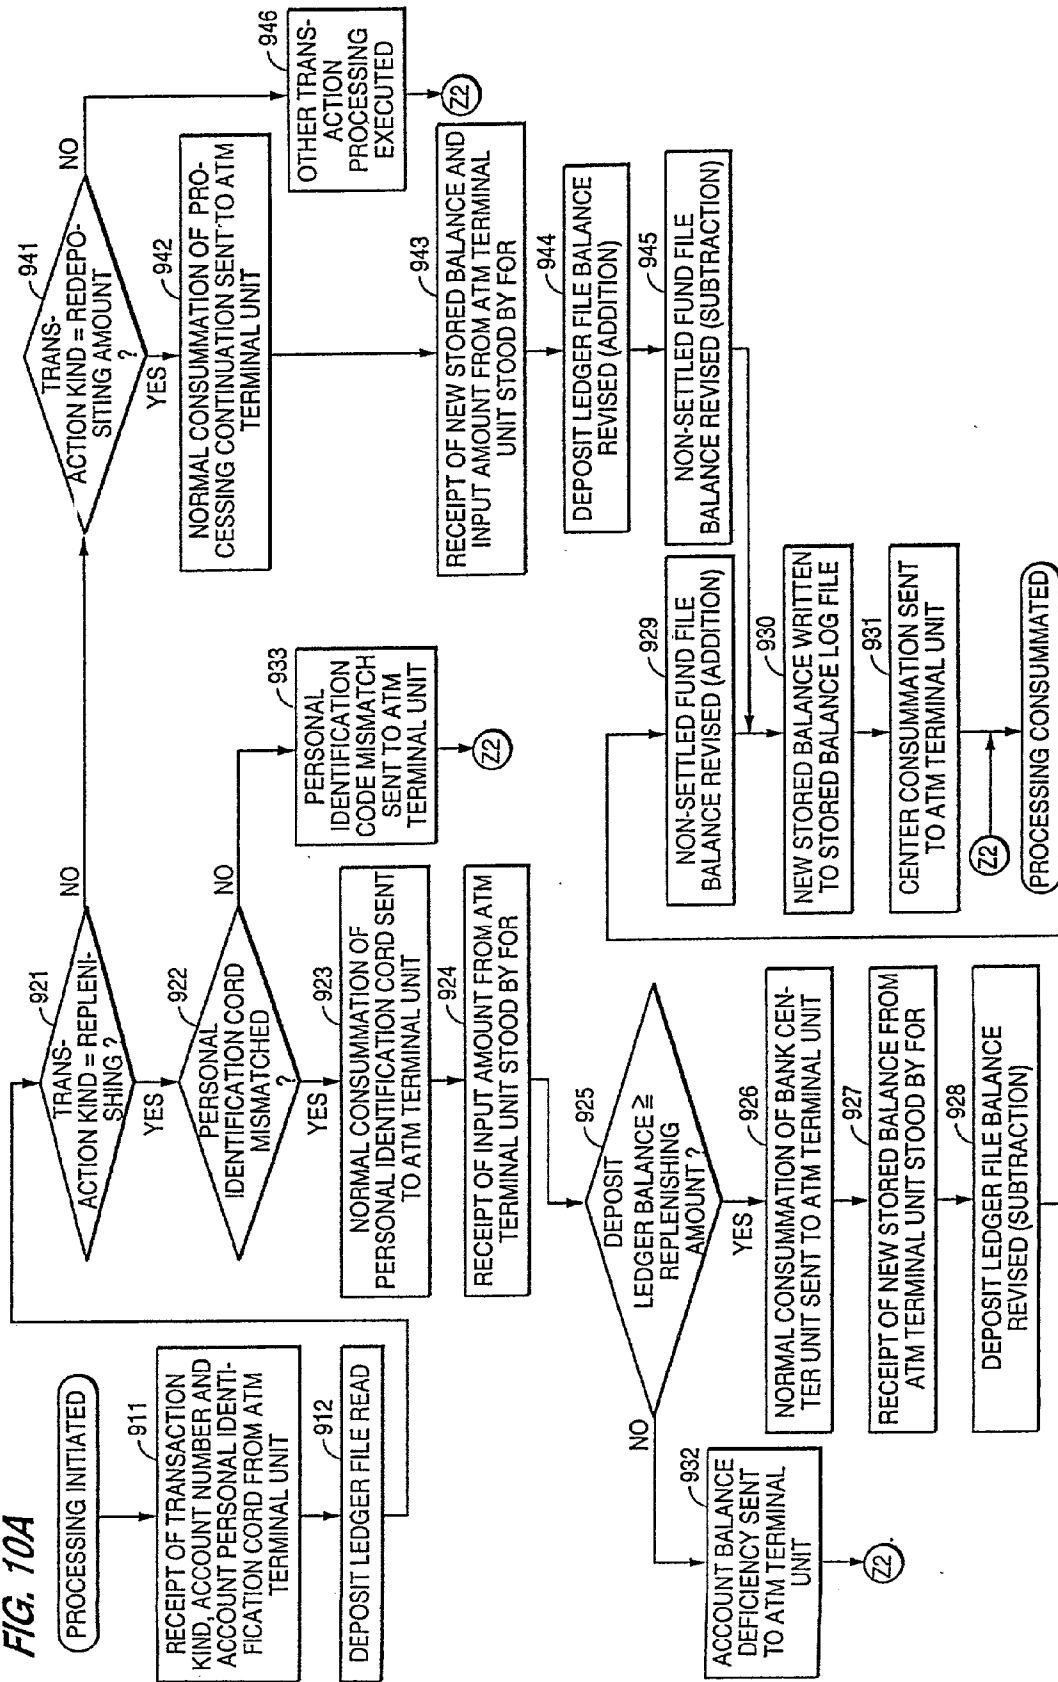 FIG. 10A
PROCESSING INITIATED
911
RECEIPT OF TRANSACTION
KIND, ACCOUNT NUMBER AND
ACCOUNT PERSONAL IDENTI-
FICATION CORD FROM ATM
TERMINAL UNIT
912
DEPOSIT LEDGER FILE READ
921
TRANS-
ACTION KIND = REPLENI-
SHING ?
NO
YES
922
PERSONAL
IDENTIFICATION CORD
MISMATCHED
?
NO
YES
933
PERSONAL
IDENTIFICATION
CODE MISMATCH
SENT TO ATM
TERMINAL UNIT
Z2
923
NORMAL CONSUMMATION OF
PERSONAL IDENTIFICATION CORD SENT
TO ATM TERMINAL UNIT
924
RECEIPT OF INPUT AMOUNT FROM ATM
TERMINAL UNIT STOOD BY FOR
925
DEPOSIT
LEDGER BALANCE ≧
REPLENISHING
AMOUNT ?
NO
YES
932
ACCOUNT BALANCE
DEFICIENCY SENT
TO ATM TERMINAL
UNIT
Z2
926
NORMAL CONSUMMATION OF BANK CEN-
TER UNIT SENT TO ATM TERMINAL UNIT
927
RECEIPT OF NEW STORED BALANCE FROM
ATM TERMINAL UNIT STOOD BY FOR
928
DEPOSIT LEDGER FILE BALANCE
REVISED (SUBTRACTION)
941
TRANS-
ACTION KIND = REDEPO-
SITING AMOUNT
?
NO
YES
946
OTHER TRANS-
ACTION
PROCESSING
EXECUTED
Z2
942
NORMAL CONSUMMATION OF PRO-
CESSING CONTINUATION SENT TO ATM
TERMINAL UNIT
943
RECEIPT OF NEW STORED BALANCE AND
INPUT AMOUNT FROM ATM TERMINAL
UNIT STOOD BY FOR
944
DEPOSIT LEDGER FILE BALANCE
REVISED (ADDITION)
945
NON-SETTLED FUND FILE
BALANCE REVISED (SUBTRACTION)
929
NON-SETTLED FUND FILE
BALANCE REVISED (ADDITION)
930
NEW STORED BALANCE WRITTEN
TO STORED BALANCE LOG FILE
931
CENTER CONSUMMATION SENT
TO ATM TERMINAL UNIT
Z2
PROCESSING CONSUMMATED